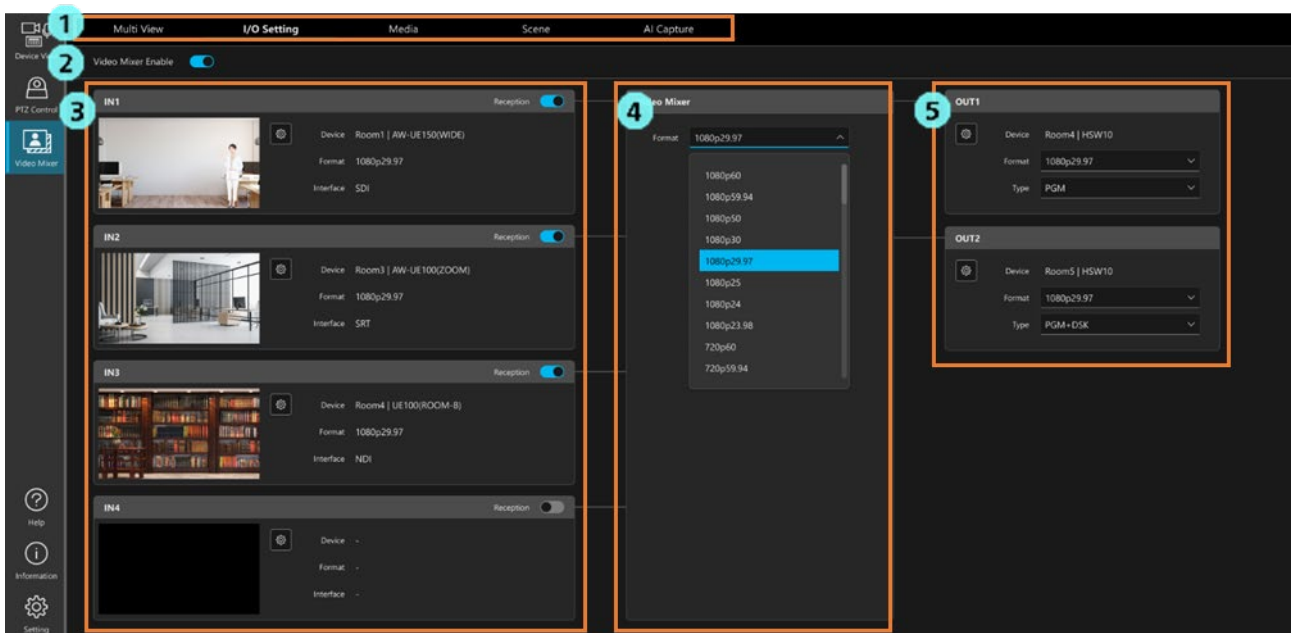 1
Multi View
I/O Setting
Media
Scene
AI Capture
2
Video Mixer Enable
Device
PTZ Control
Video Mixer
Help
Information
Setting
3
IN1
Reception
Device Room1 | AW-UE150(WIDE)
Format 1080p29.97
Interface SDI
IN2
Reception
Device Room3 | AW-UE100(ZOOM)
Format 1080p29.97
Interface SRT
IN3
Reception
Device Room4 | UE100(ROOM-B)
Format 1080p29.97
Interface NDI
IN4
Reception
Device -
Format -
Interface -
4
Mixer
Format 1080p29.97
1080p60
1080p59.94
1080p50
1080p30
1080p29.97
1080p25
1080p24
1080p23.98
720p60
720p59.94
5
OUT1
Device Room4 | HSW10
Format 1080p29.97
Type PGM
OUT2
Device Room5 | HSW10
Format 1080p29.97
Type PGM+DSK